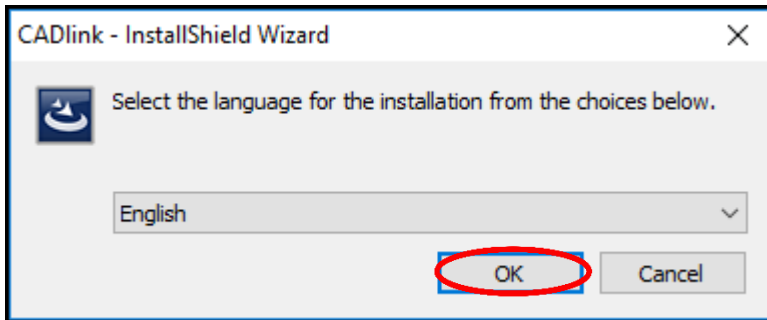 CADlink - InstallShield Wizard
Select the language for the installation from the choices below.
English
OK
Cancel